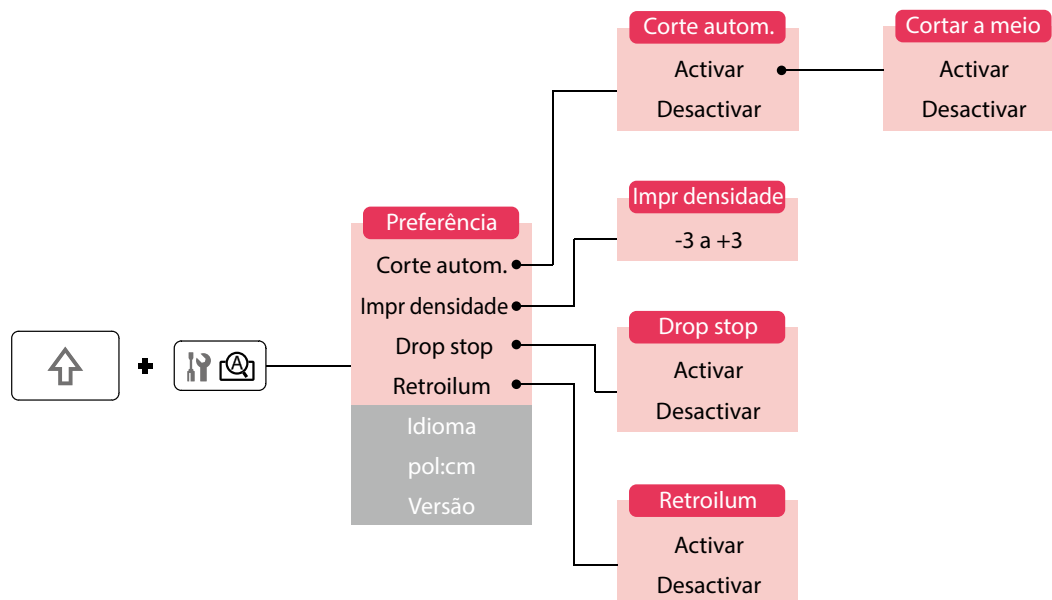 Corte autom.
Activar
Desactivar
Cortar a meio
Activar
Desactivar
Impr densidade
-3 a +3
Preferência
Corte autom.
Impr densidade
Drop stop
Retroilum
Idioma
pol:cm
Versão
A
Drop stop
Activar
Desactivar
Retroilum
Activar
Desactivar